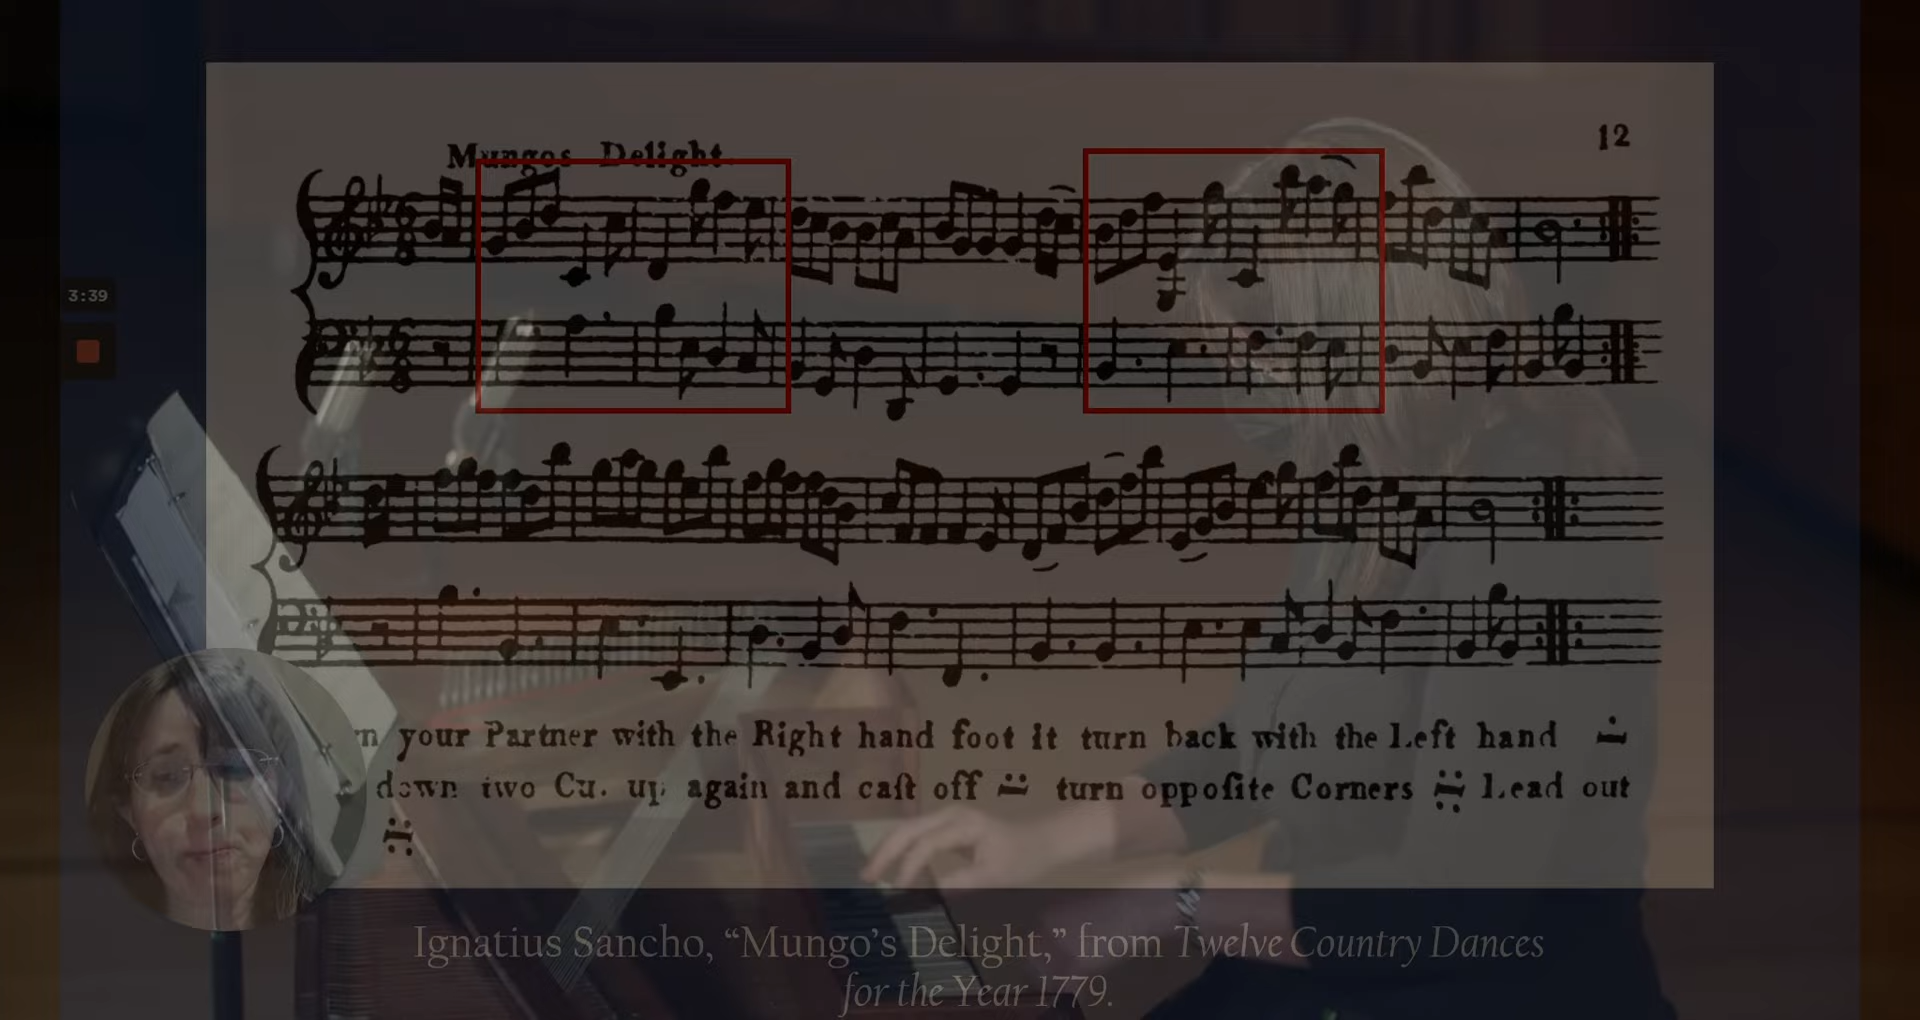 Mungos Delight.
12
3:39
n your Partner with the Right hand foot it turn back with the Left hand
down two Cu. up again and caſt off turn oppoſite Corners Lead out
Ignatius Sancho, “Mungo’s Delight,” from Twelve Country Dances
for the Year 1779.